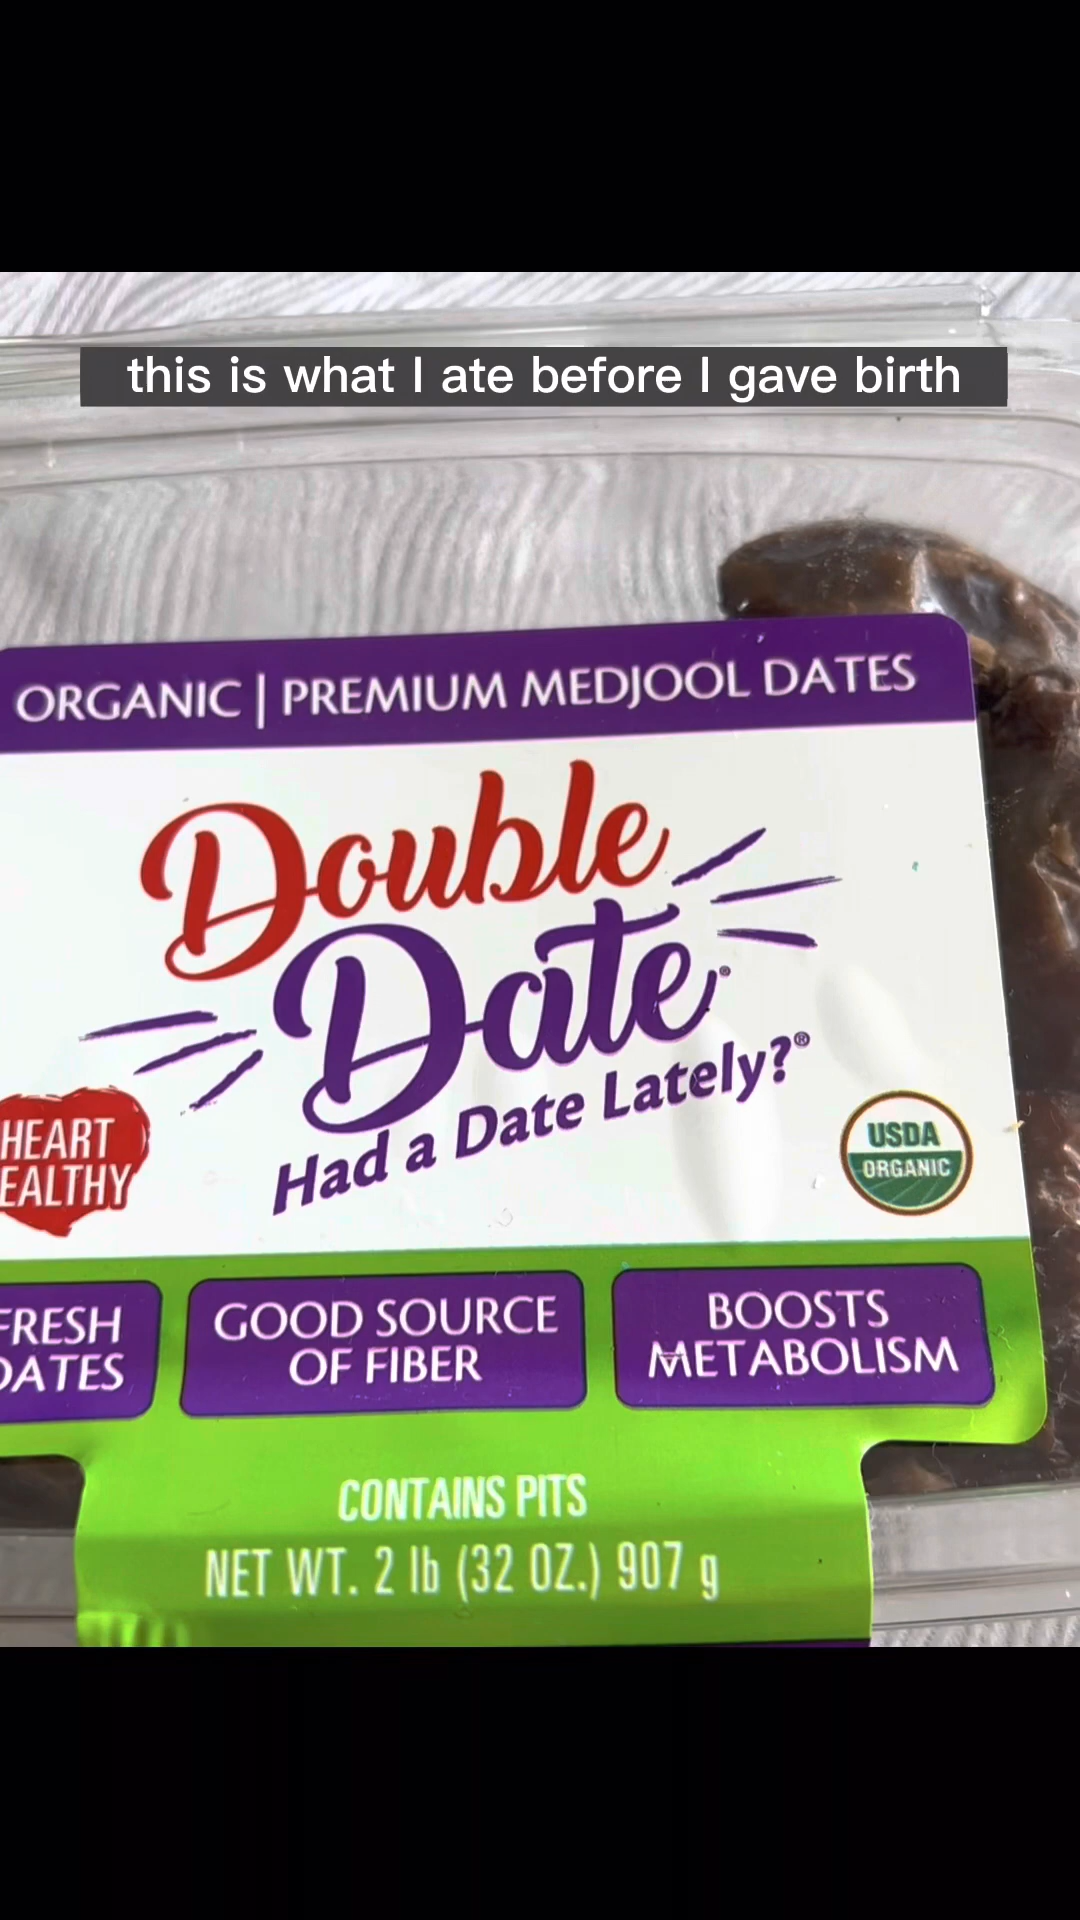 this is what I ate before I gave birth
ORGANIC | PREMIUM MEDJOOL DATES
Double
Date®
Had a Date Lately?®
HEART
EALTHY
USDA
ORGANIC
FRESH
DATES
GOOD SOURCE
OF FIBER
BOOSTS
METABOLISM
CONTAINS PITS
NET WT. 2 lb (32 OZ.) 907 g